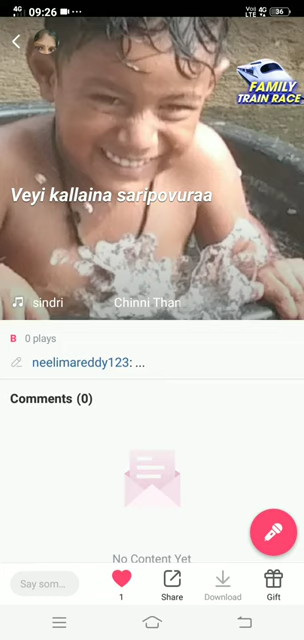 4G 09:26 ...
Voi) 4G
LTE 36
FAMILY
TRAIN RACE
Veyi kallaina saripovuraa
sindri Chinni Than
B 0 plays
neelimareddy123: ...
Comments (0)
No Content Yet
Say som...
1
Share
Download
Gift